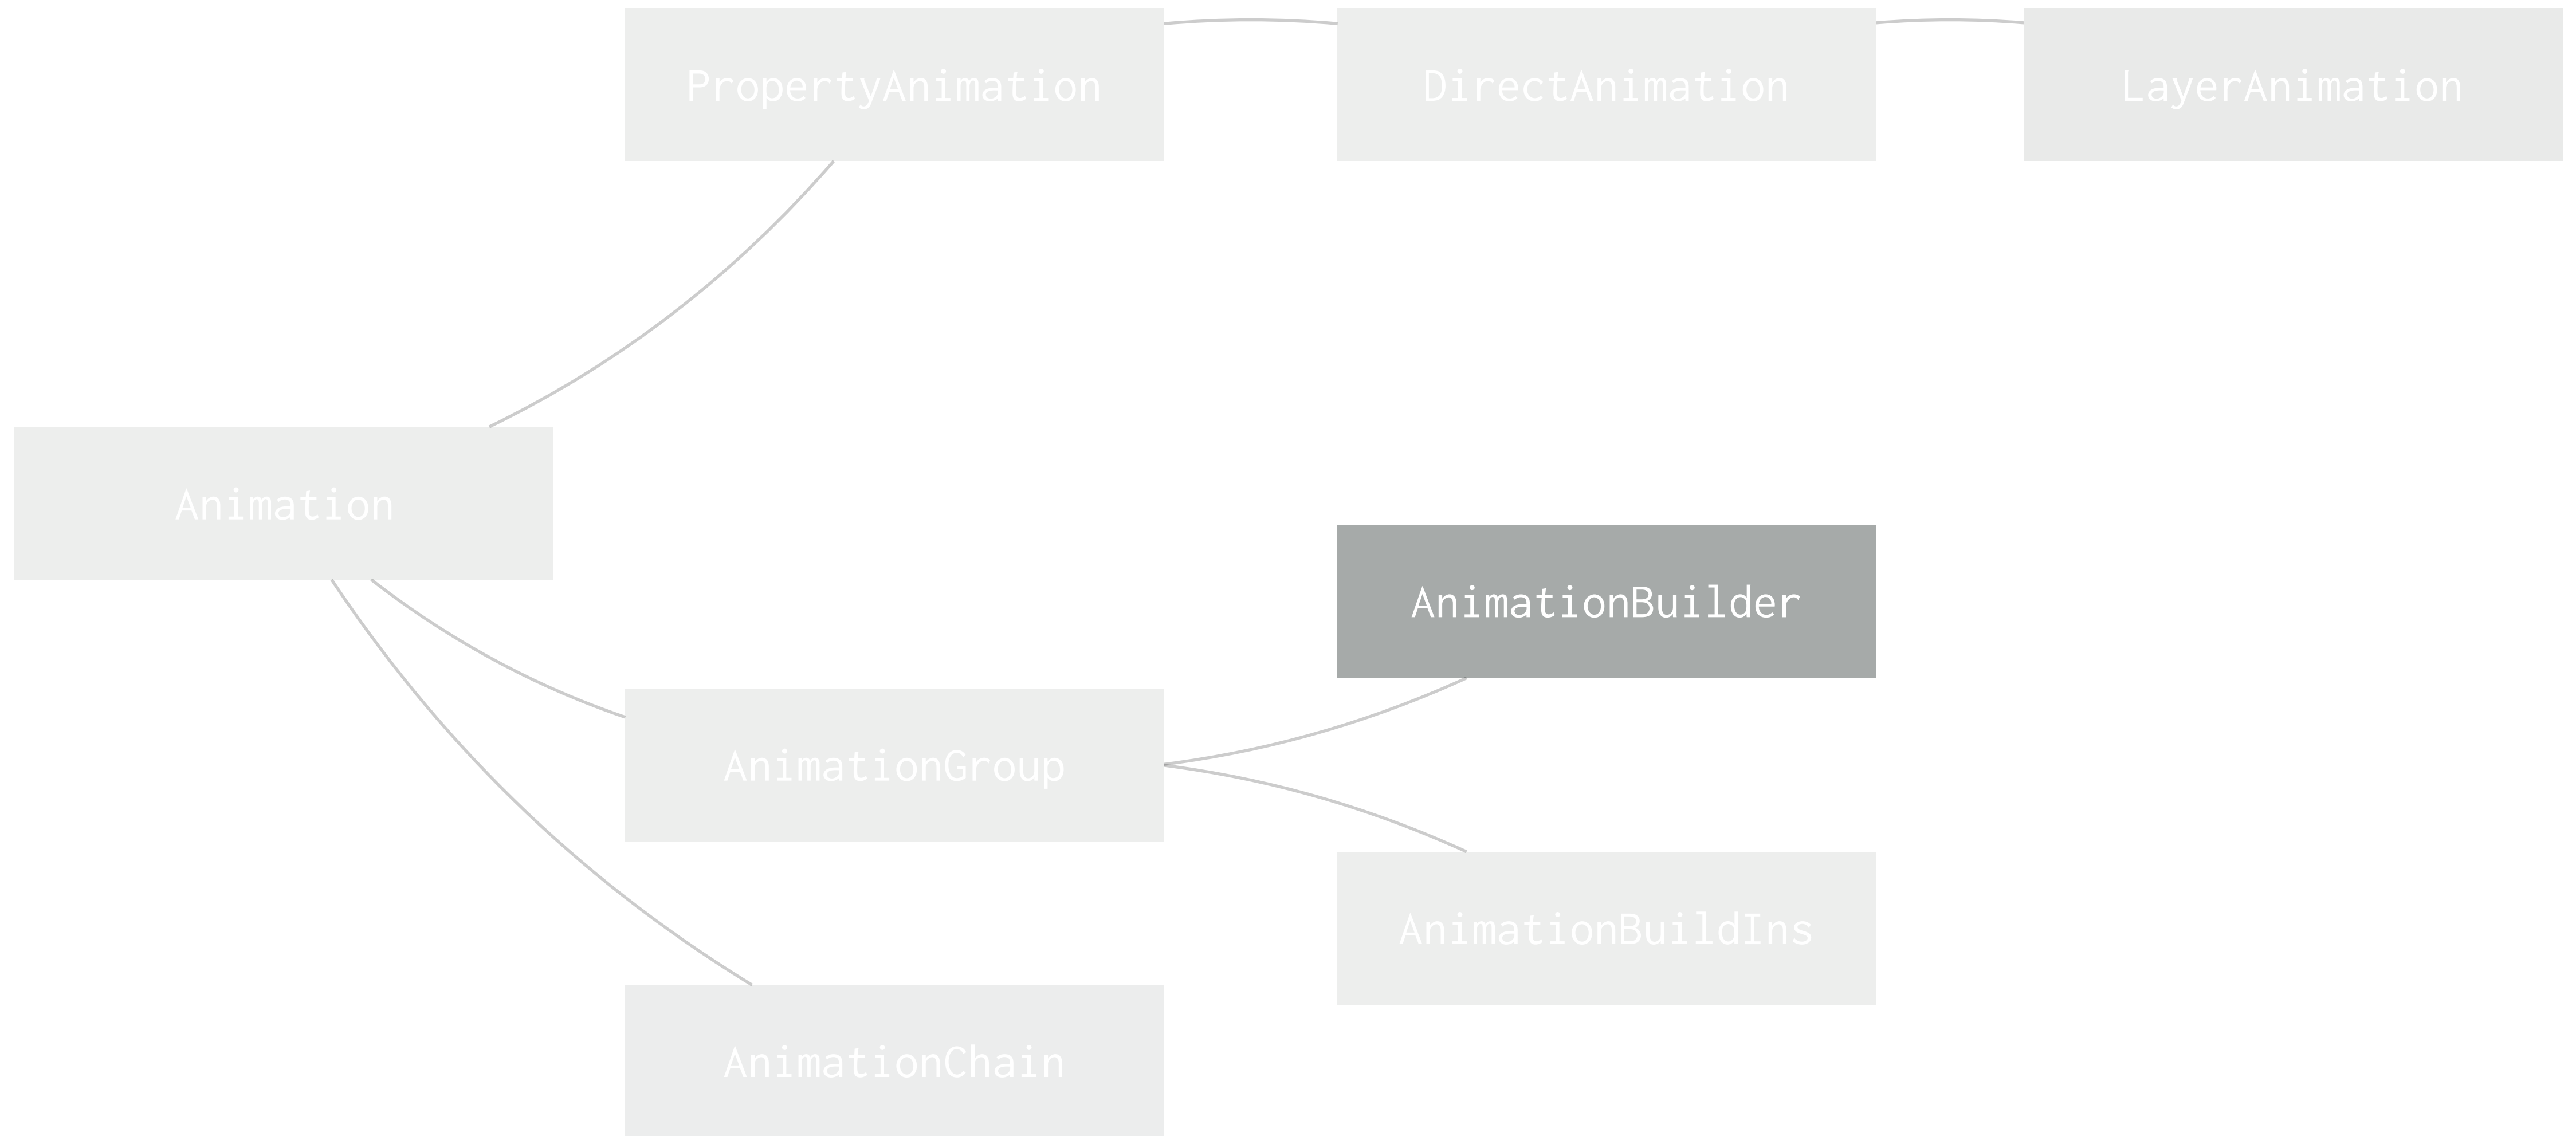 PropertyAnimation
DirectAnimation
LayerAnimation
Animation
AnimationBuilder
AnimationGroup
AnimationBuildIns
AnimationChain